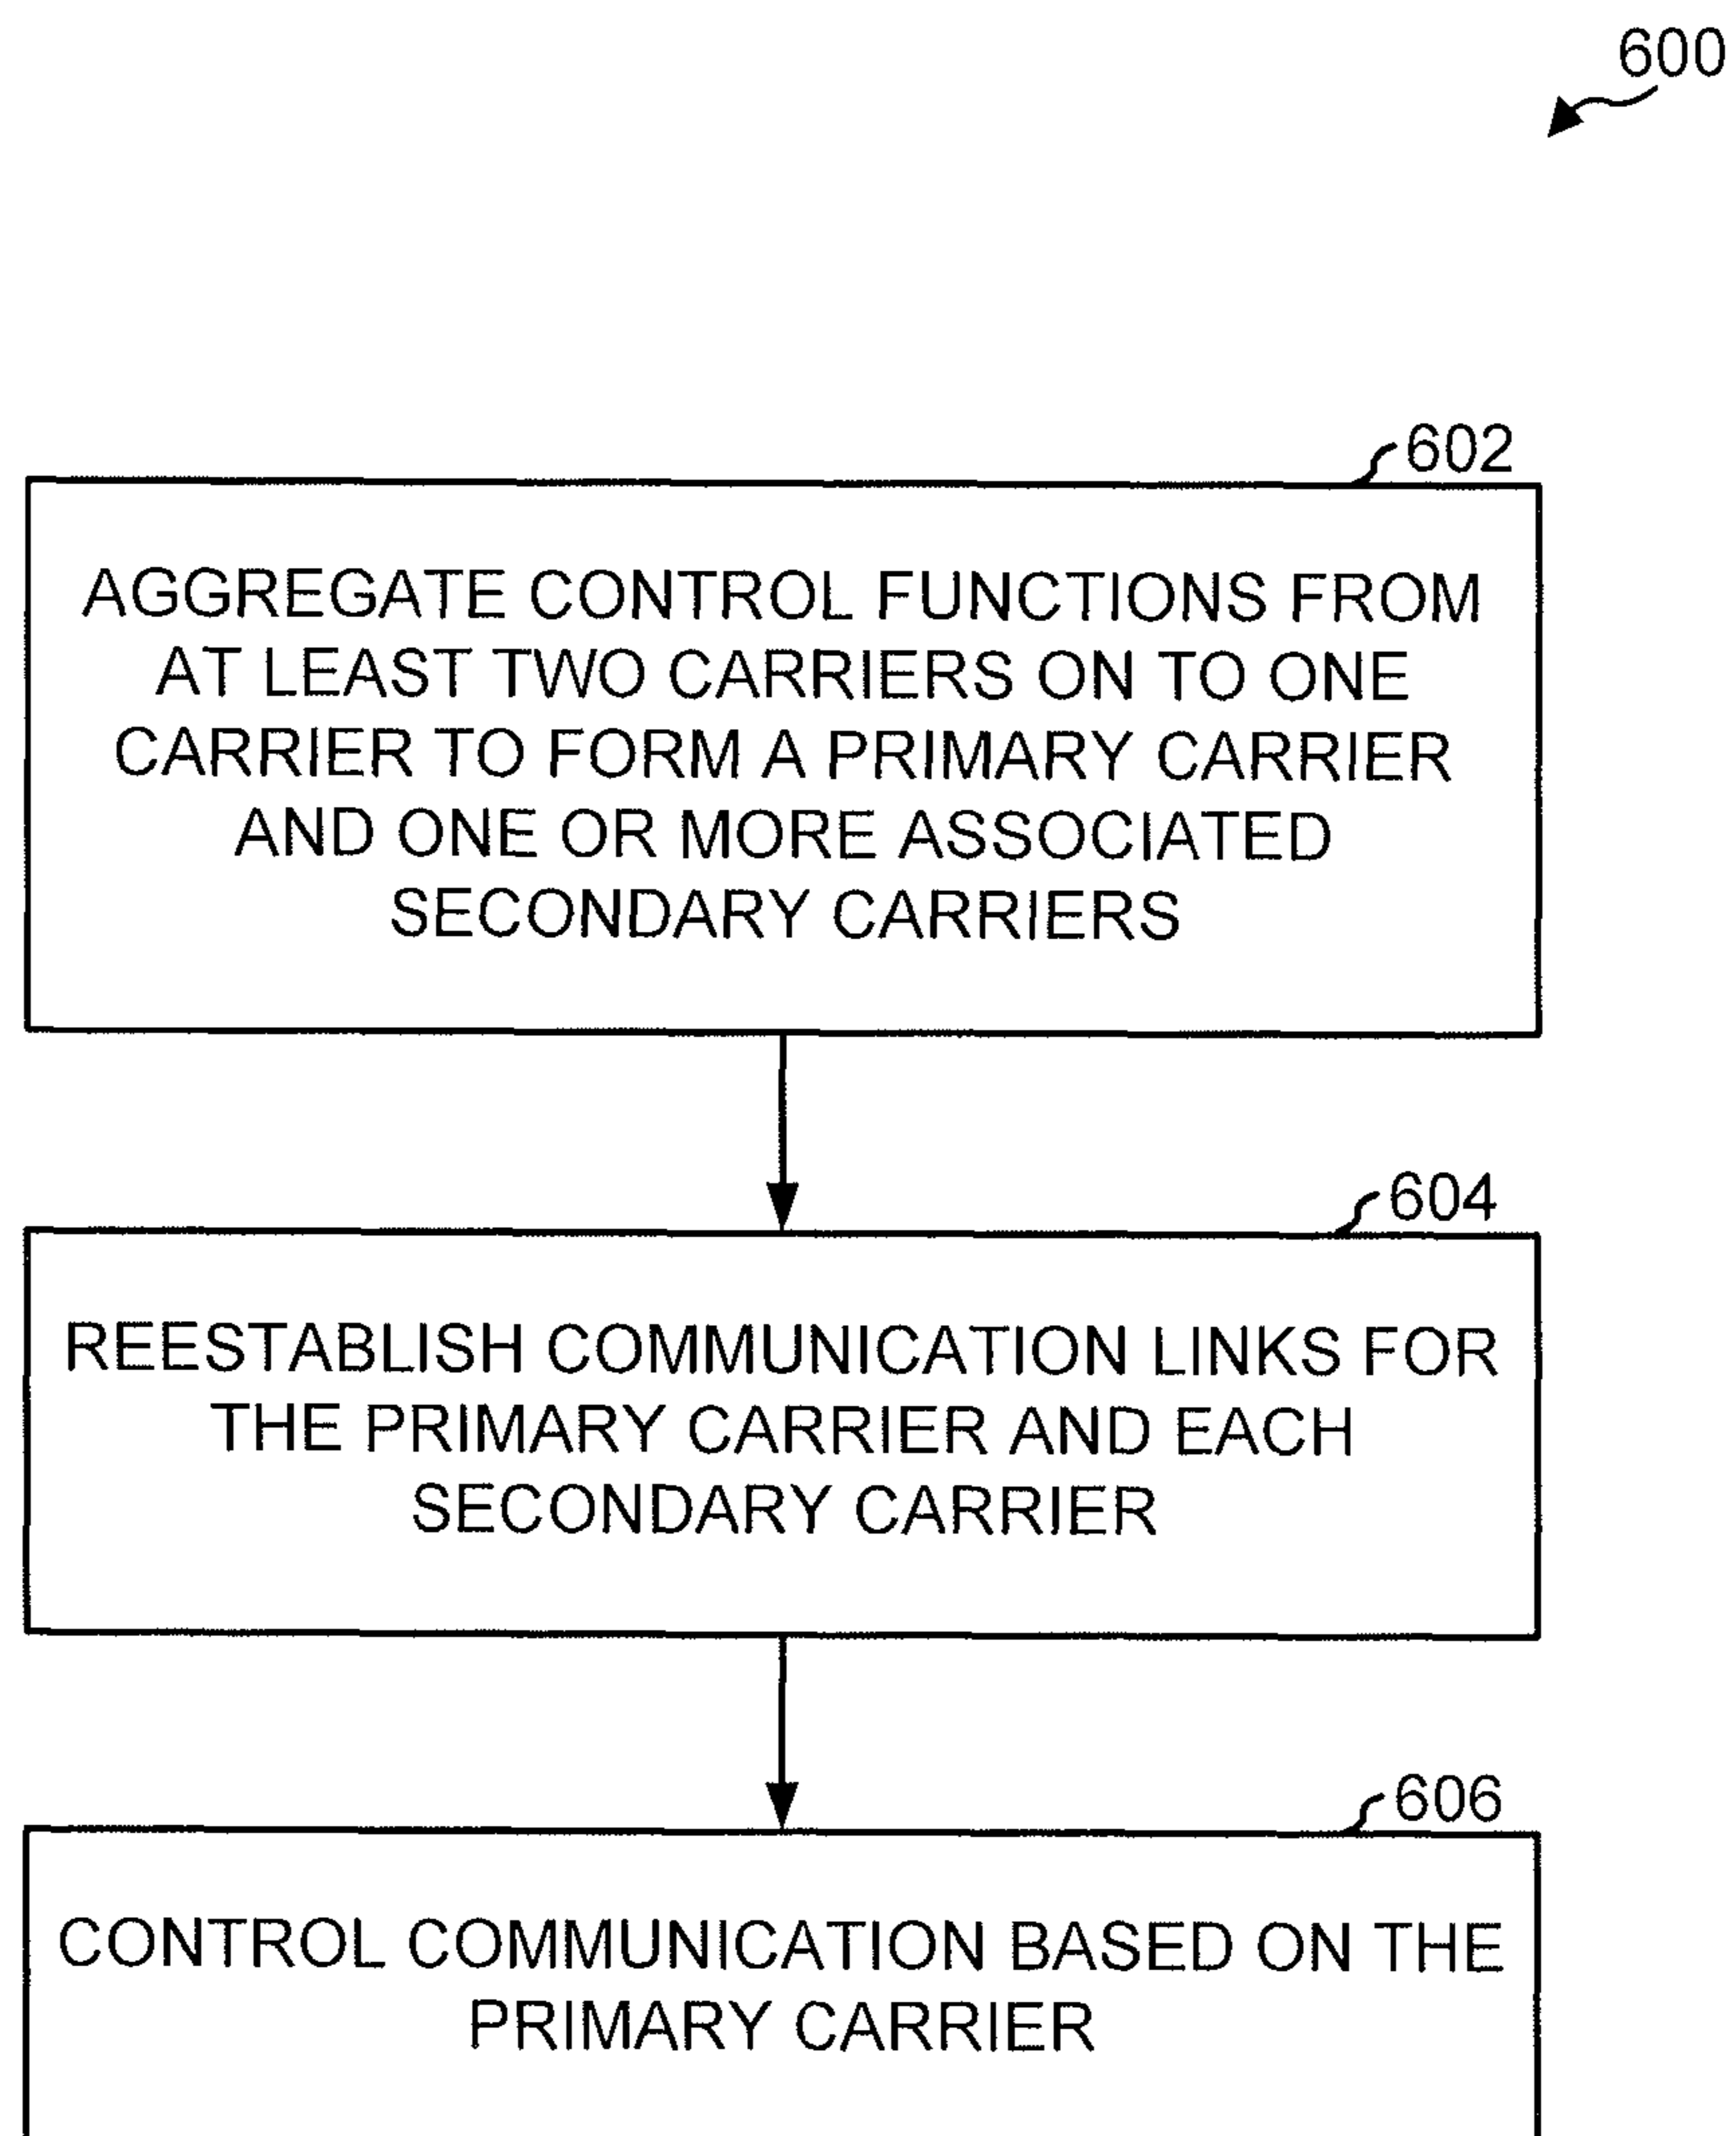 600
602
AGGREGATE CONTROL FUNCTIONS FROM
AT LEAST TWO CARRIERS ON TO ONE
CARRIER TO FORM A PRIMARY CARRIER
AND ONE OR MORE ASSOCIATED
SECONDARY CARRIERS
604
REESTABLISH COMMUNICATION LINKS FOR
THE PRIMARY CARRIER AND EACH
SECONDARY CARRIER
606
CONTROL COMMUNICATION BASED ON THE
PRIMARY CARRIER